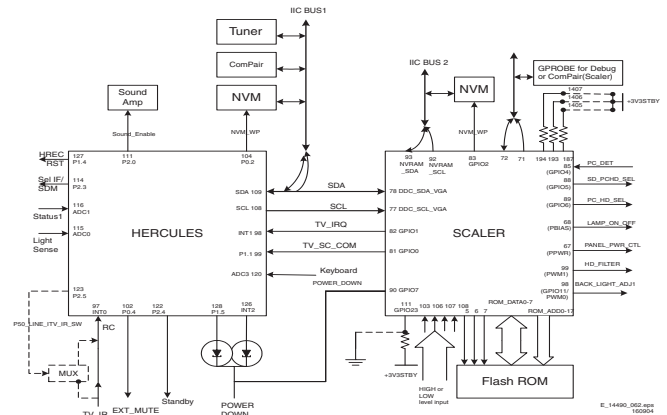 IIC BUS1
Tuner
ComPair
NVM
Sound
Amp
Sound_Enable
NVM_WP
IIC BUS 2
NVM
NVM_WP
GPROBE for Debug
or ComPair(Scaler)
1407
1406
1405
+3V3STBY
HREC
RST
127
P1.4
111
P2.0
104
P0.2
Sel IF/
SDM
114
P2.3
Status1
116
ADC1
Light
Sense
115
ADC0
HERCULES
SDA 109
SCL 108
INT1 98
P1.1 99
ADC3 120
SDA
SCL
TV_IRQ
TV_SC_COM
Keyboard
POWER_DOWN
93
NVRAM
_SDA
92
NVRAM
_SCL
83
GPIO2
72
71
194 193 187
78 DDC_SDA_VGA
77 DDC_SCL_VGA
82 GPIO1
81 GPIO0
90 GPIO7
SCALER
85
(GPIO4)
PC_DET
88
(GPIO5)
SD_PCHD_SEL
89
(GPIO6)
PC_HD_SEL
68
(PBIAS)
LAMP_ON_OFF
67
(PPWR)
PANEL_PWR_CTL
99
(PWM1)
HD_FILTER
98
(GPIO11/
PWM0)
BACK_LIGHT_ADJ1
123
P2.5
97
INT0
102
P0.4
122
P2.4
128
P1.5
126
INT2
P50_LINE_ITV_IR_SW
RC
MUX
TV_IR
EXT_MUTE
Standby
POWER
DOWN
111
GPIO23
103 106 107 108
5 6 7
ROM_DATA0-7
ROM_ADD0-17
+3V3STBY
HIGH or
LOW
level input
Flash ROM
E_14490_062.eps
160904